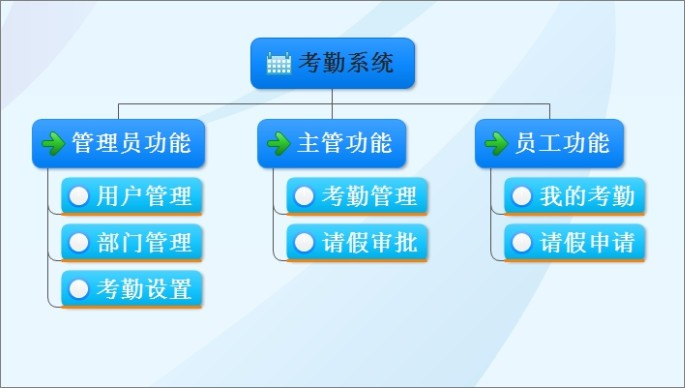 考勤系统
管理员功能
用户管理
部门管理
考勤设置
主管功能
考勤管理
请假审批
员工功能
我的考勤
请假申请